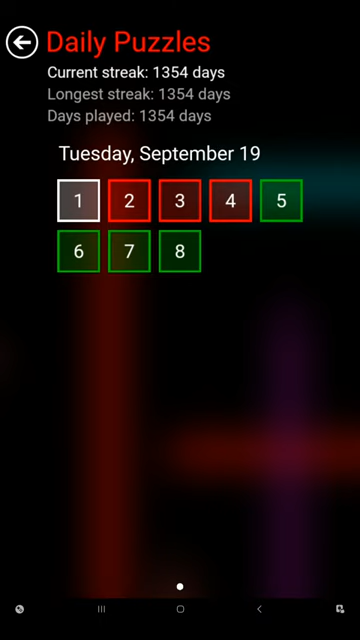 Daily Puzzles
Current streak: 1354 days
Longest streak: 1354 days
Days played: 1354 days
Tuesday, September 19
1 2 3 4 5
6 7 8